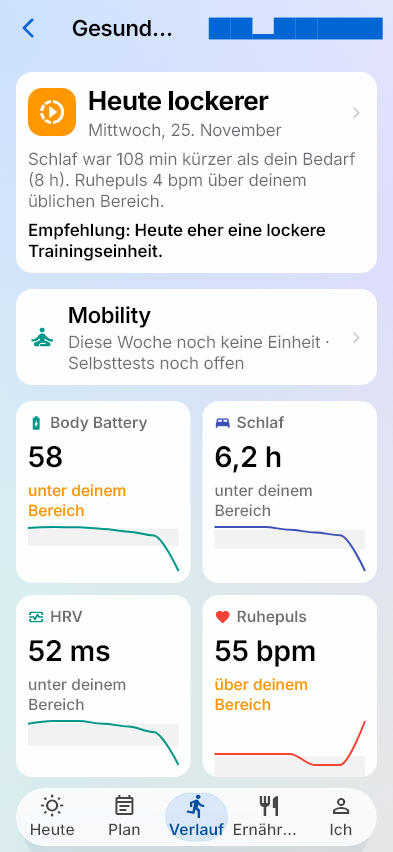 Gesund...
Heute lockerer
Mittwoch, 25. November
Schlaf war 108 min kürzer als dein Bedarf
(8 h). Ruhepuls 4 bpm über deinem
üblichen Bereich.
Empfehlung: Heute eher eine lockere
Trainingseinheit.
Mobility
Diese Woche noch keine Einheit ·
Selbsttests noch offen
Body Battery
58
unter deinem
Bereich
Schlaf
6,2 h
unter deinem
Bereich
HRV
52 ms
unter deinem
Bereich
Ruhepuls
55 bpm
über deinem
Bereich
Heute
Plan
Verlauf
Ernähr...
Ich